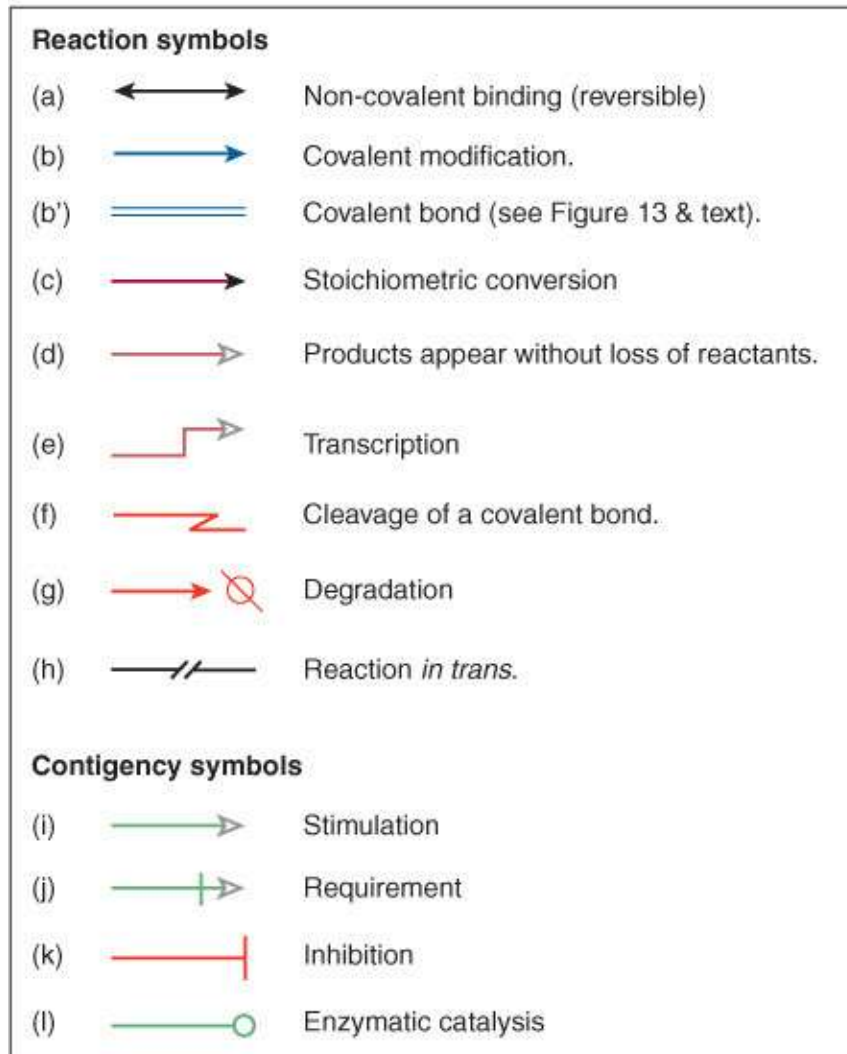 Reaction symbols
(a) Non-covalent binding (reversible)
(b) Covalent modification.
(b') Covalent bond (see Figure 13 & text).
(c) Stoichiometric conversion
(d) Products appear without loss of reactants.
(e) Transcription
(f) Cleavage of a covalent bond.
(g) Degradation
(h) Reaction in trans.
Contigency symbols
(i) Stimulation
(j) Requirement
(k) Inhibition
(l) Enzymatic catalysis